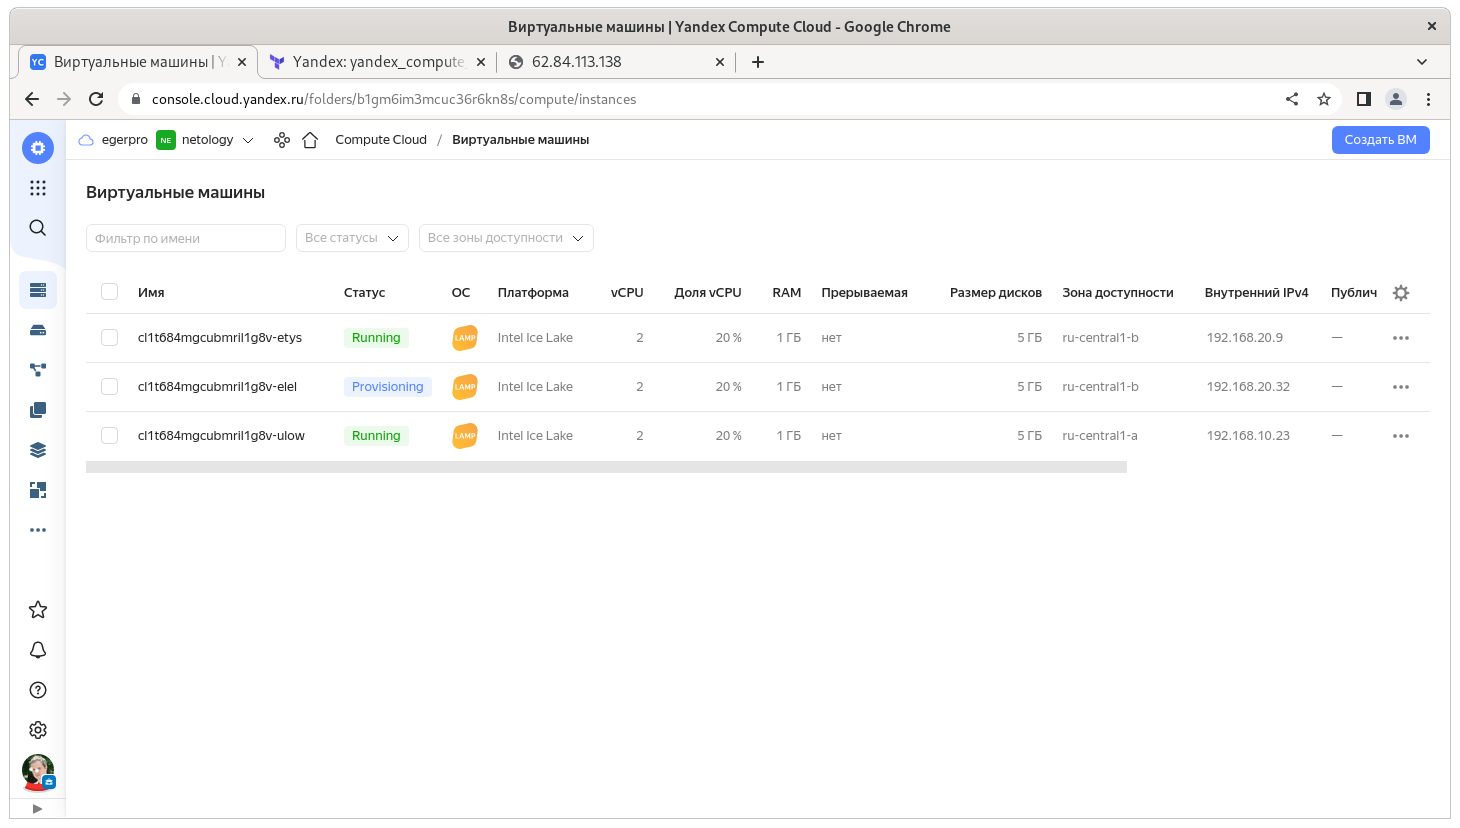 Виртуальные машины | Yandex Compute Cloud - Google Chrome
YC Виртуальные машины | Y
Yandex: yandex_compute_
62.84.113.138
console.cloud.yandex.ru/folders/b1gm6im3mcuc36r6kn8s/compute/instances
egerpro NE netology Compute Cloud / Виртуальные машины Создать ВМ
Виртуальные машины
Фильтр по имени Все статусы Все зоны доступности
Имя Статус ОС Платформа vCPU Доля vCPU RAM Прерываемая Размер дисков Зона доступности Внутренний IPv4 Публич
cl1t684mgcubmril1g8v-etys Running LAMP Intel Ice Lake 2 20 % 1 ГБ нет 5 ГБ ru-central1-b 192.168.20.9 —
cl1t684mgcubmril1g8v-elel Provisioning LAMP Intel Ice Lake 2 20 % 1 ГБ нет 5 ГБ ru-central1-b 192.168.20.32 —
cl1t684mgcubmril1g8v-ulow Running LAMP Intel Ice Lake 2 20 % 1 ГБ нет 5 ГБ ru-central1-a 192.168.10.23 —